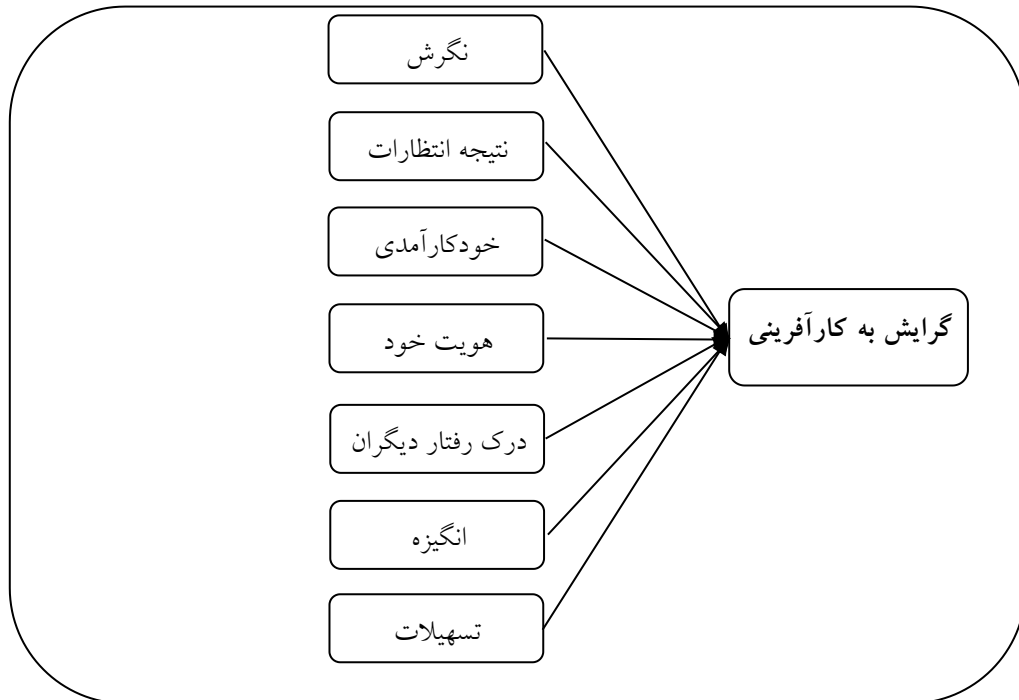 نگرش
نتیجه انتظارات
خودکارآمدی
هویت خود
درک رفتار دیگران
انگیزه
تسهیلات
گرایش به کارآفرینی